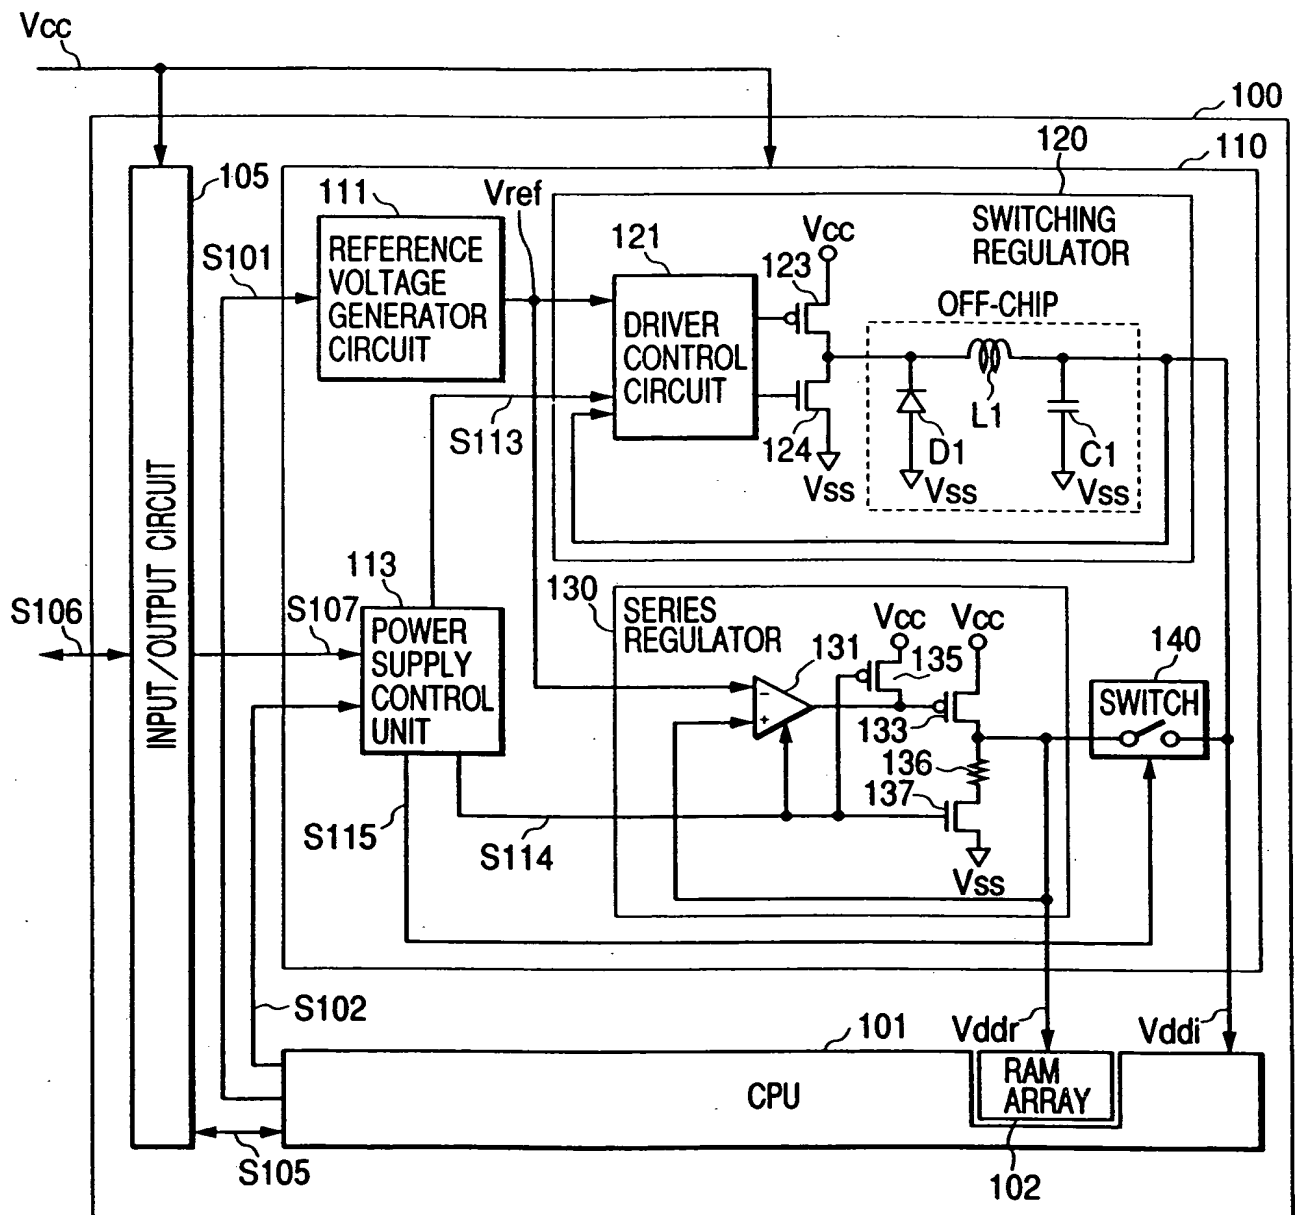 Vcc
100
110
120
105
111
Vref
S101
REFERENCE
VOLTAGE
GENERATOR
CIRCUIT
121
DRIVER
CONTROL
CIRCUIT
S113
Vcc
123
124
Vss
SWITCHING
REGULATOR
OFF-CHIP
L1
D1
Vss
C1
Vss
INPUT/OUTPUT CIRCUIT
S106
S107
113
POWER
SUPPLY
CONTROL
UNIT
130
SERIES
REGULATOR
131
−
+
Vcc
Vcc
135
133
136
137
Vss
140
SWITCH
S115
S114
S102
101
Vddr
Vddi
CPU
RAM
ARRAY
S105
102